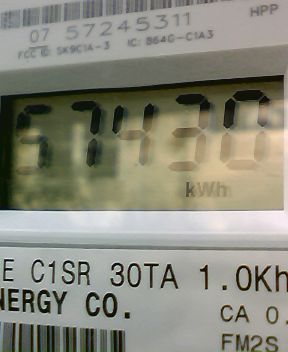 HPP
07 57245311
FCC ID: SK9C1A-3 IC: 864G-C1A3
57430
kWh
E C1SR 30TA 1.0Kh
NERGY CO.
CA 0.
FM2S